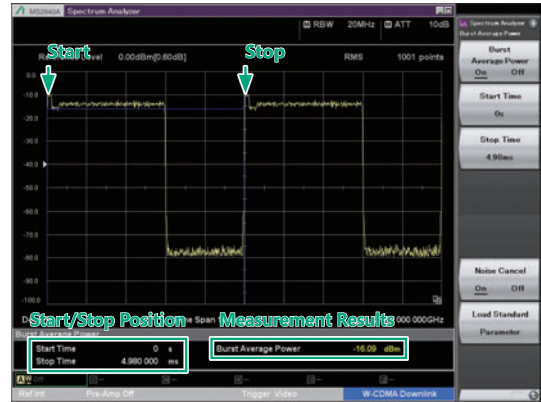 MS2840A Spectrum Analyzer
RBW 20MHz ATT 10dB
Start Stop
Level 0.00dBm[0.60dB] RMS 1001 points
0.0
-10.0
-20.0
-30.0
-40.0
-50.0
-60.0
-70.0
-80.0
-90.0
-100.0
Start/Stop Position Time Span Measurement Results 000 000GHz
Burst Average Power
Start Time 0 s
Stop Time 4.980 000 ms
Burst Average Power -16.09 dBm
Off
Ref.Int Pre-Amp Off Trigger Video W-CDMA Downlink
Spectrum Analyzer
Burst Average Power
Burst
Average Power
On Off
Start Time
0s
Stop Time
4.98ms
Noise Cancel
On Off
Load Standard
Parameter